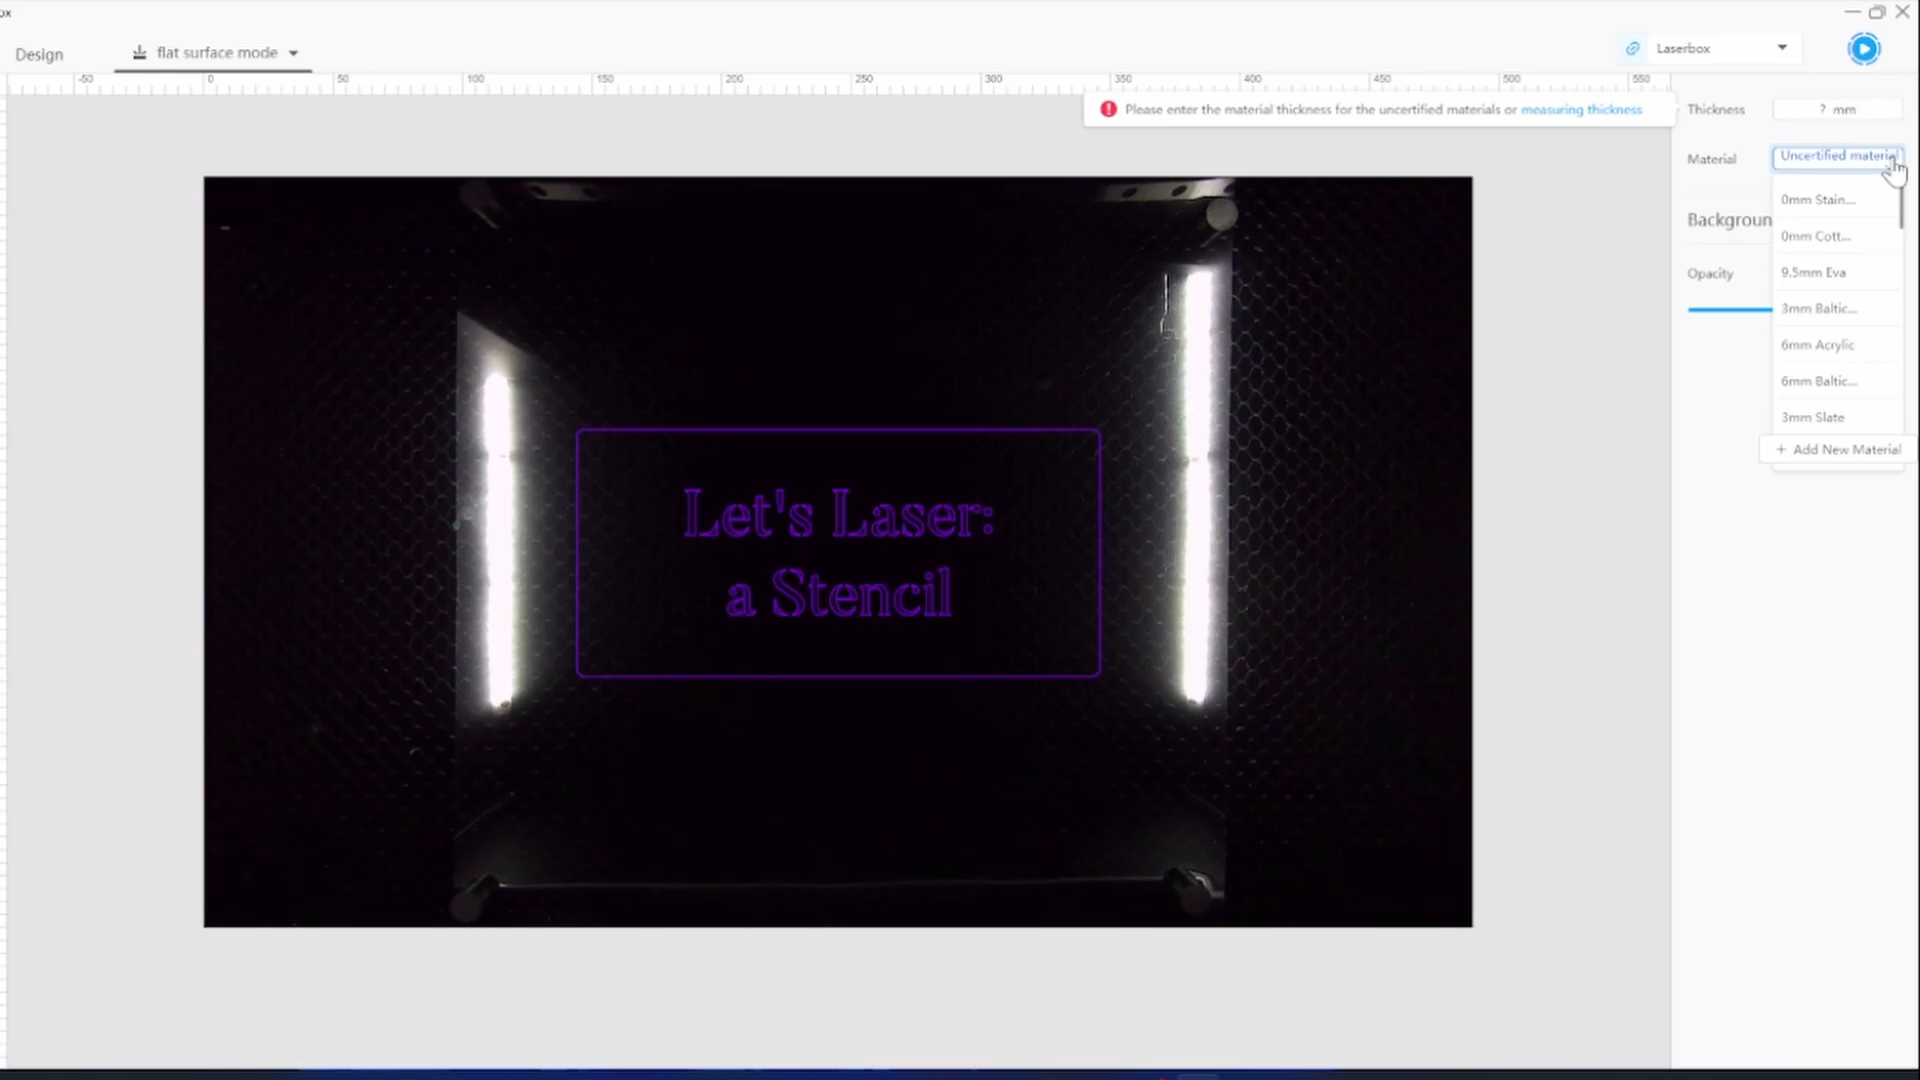 ox
Design
flat surface mode
Laserbox
-50 0 50 100 150 200 250 300 350 400 450 500 550
Please enter the material thickness for the uncertified materials or measuring thickness
Thickness
? mm
Material
Uncertified material
0mm Stain...
Backgroun
0mm Cott...
Opacity
9.5mm Eva
3mm Baltic...
6mm Acrylic
6mm Baltic...
3mm Slate
+ Add New Material
Let's Laser:
a Stencil